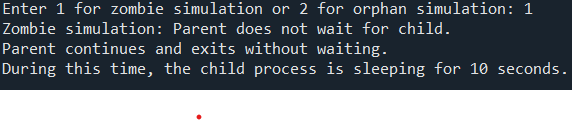 Enter 1 for zombie simulation or 2 for orphan simulation: 1
Zombie simulation: Parent does not wait for child.
Parent continues and exits without waiting.
During this time, the child process is sleeping for 10 seconds.